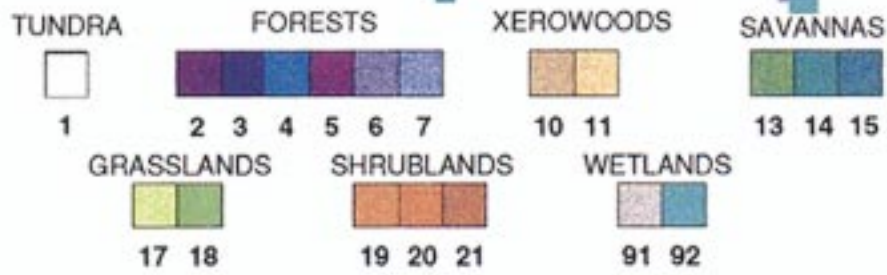 TUNDRA FORESTS XEROWOODS SAVANNAS
1 2 3 4 5 6 7 10 11 13 14 15
GRASSLANDS SHRUBLANDS WETLANDS
17 18 19 20 21 91 92